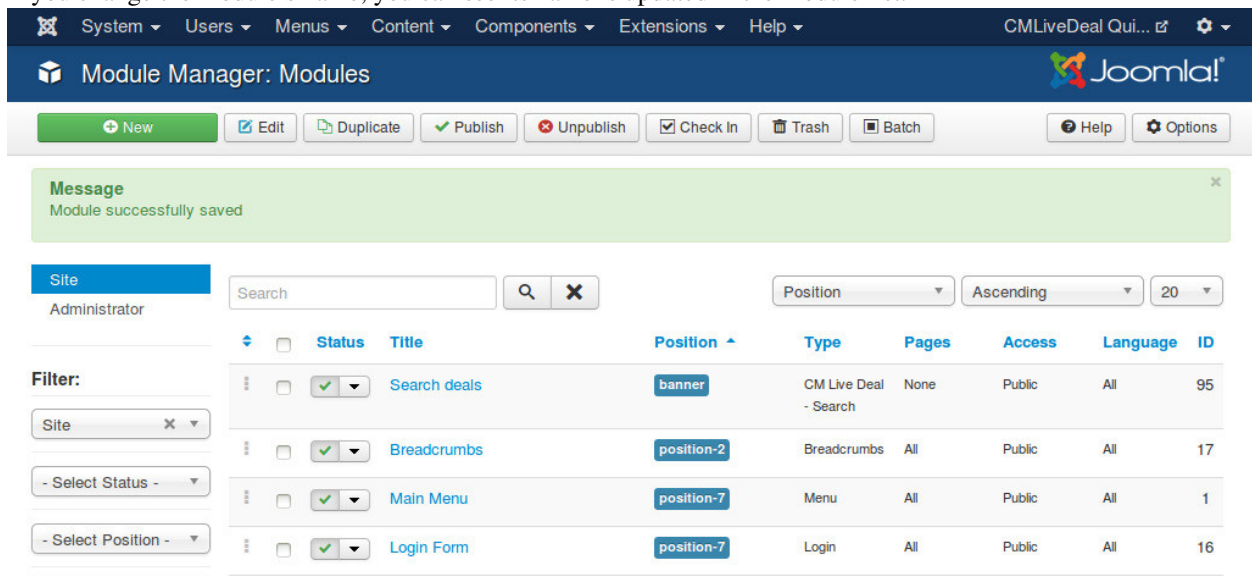 System Users Menus Content Components Extensions Help CMLiveDeal Qui...
Module Manager: Modules Joomla!
New Edit Duplicate Publish Unpublish Check In Trash Batch Help Options
Message
Module successfully saved
Site
Administrator
Search Position Ascending 20
Status Title Position Type Pages Access Language ID
Filter:
Search deals banner CM Live Deal - Search None Public All 95
Site
Breadcrumbs position-2 Breadcrumbs All Public All 17
- Select Status -
Main Menu position-7 Menu All Public All 1
- Select Position -
Login Form position-7 Login All Public All 16